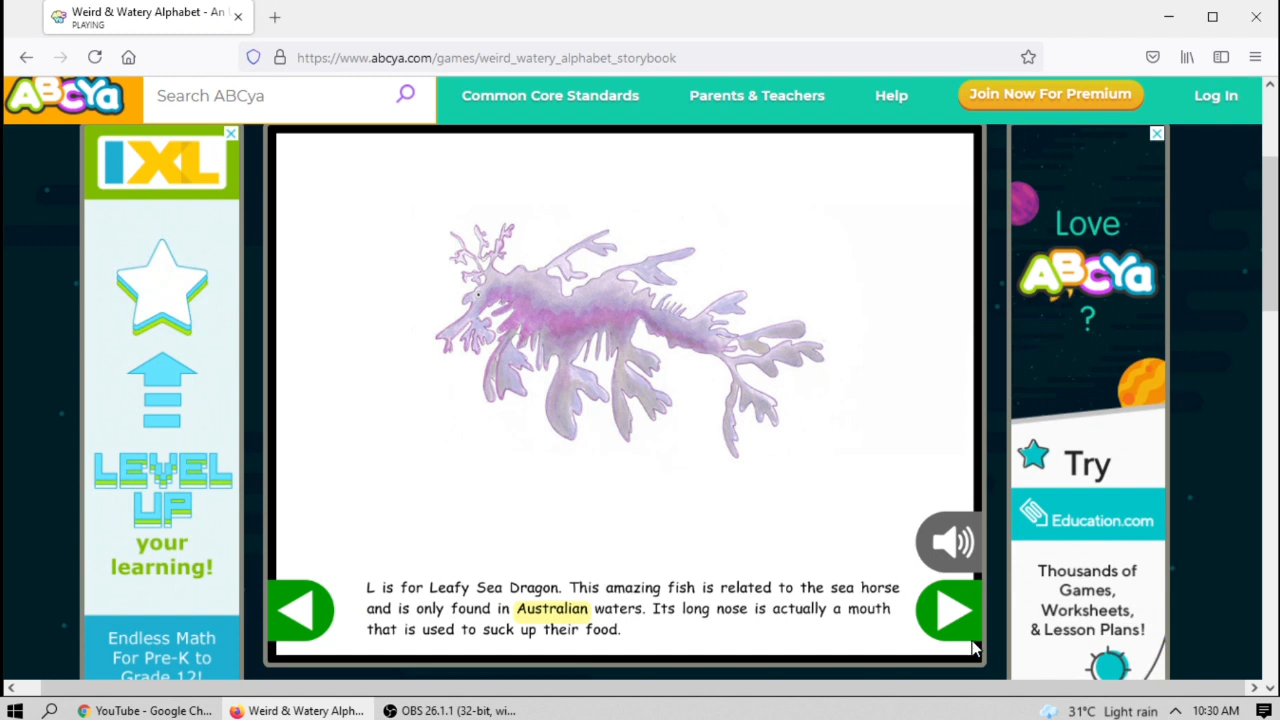 Weird & Watery Alphabet - An
PLAYING
https://www.abcya.com/games/weird_watery_alphabet_storybook
ABCYa
Search ABCya
Common Core Standards
Parents & Teachers
Help
Join Now For Premium
Log In
IXL
LEVEL
UP
your
learning!
Endless Math
For Pre-K to
Grade 12!
L is for Leafy Sea Dragon. This amazing fish is related to the sea horse
and is only found in Australian waters. Its long nose is actually a mouth
that is used to suck up their food.
Love
ABCYa
?
Try
Education.com
Thousands of
Games,
Worksheets,
& Lesson Plans!
YouTube - Google Ch...
Weird & Watery Alph...
OBS 26.1.1 (32-bit, wi...
31°C Light rain
10:30 AM